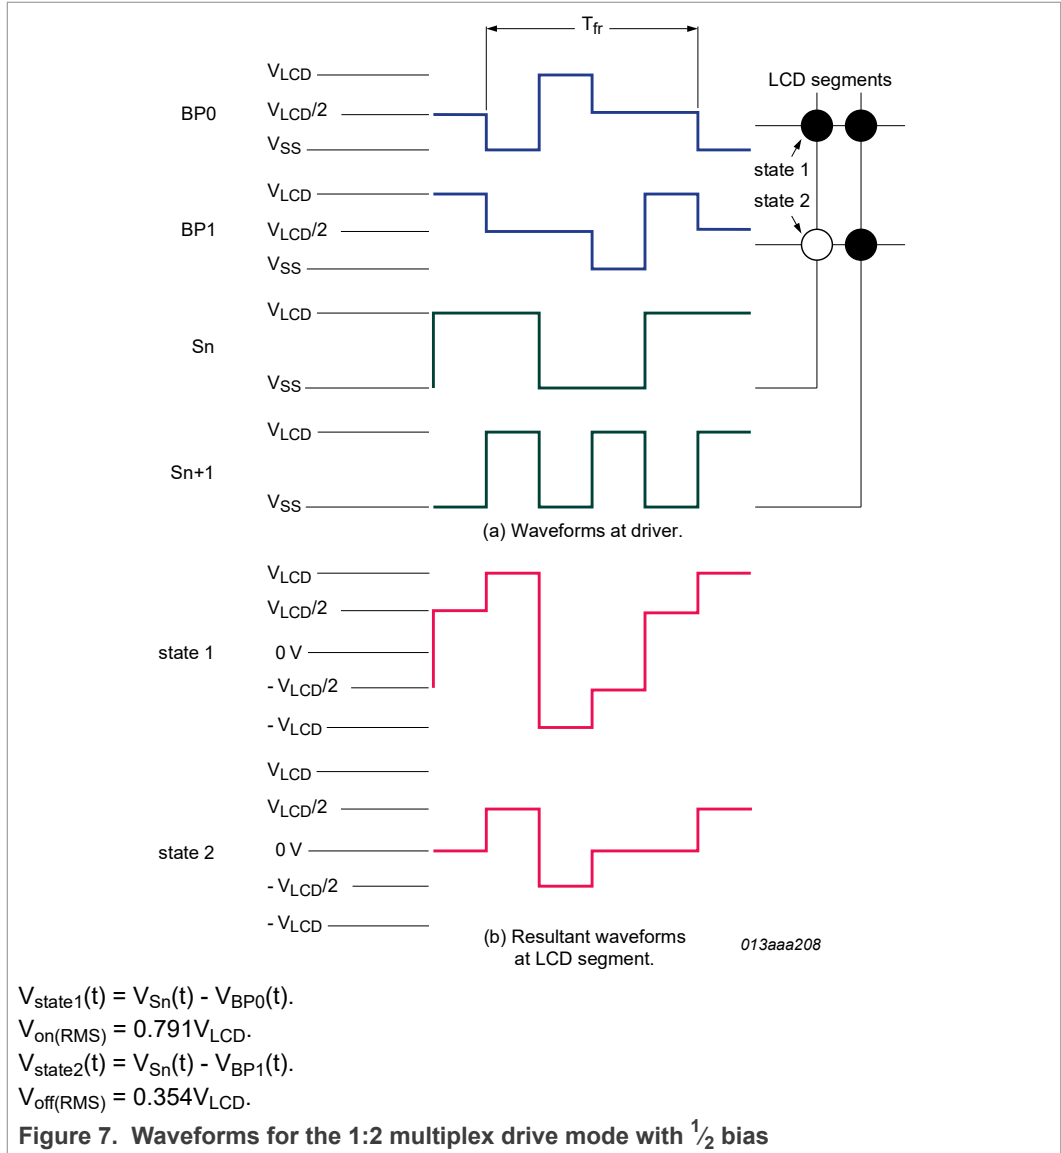 Tfr
VLCD
LCD segments
BP0
VLCD/2
VSS
state 1
VLCD
state 2
BP1
VLCD/2
VSS
VLCD
Sn
VSS
VLCD
Sn+1
VSS
(a) Waveforms at driver.
VLCD
VLCD/2
state 1
0 V
- VLCD/2
- VLCD
VLCD
VLCD/2
state 2
0 V
- VLCD/2
- VLCD
(b) Resultant waveforms
at LCD segment.
013aaa208
Vstate1(t) = VSn(t) - VBP0(t).
Von(RMS) = 0.791VLCD.
Vstate2(t) = VSn(t) - VBP1(t).
Voff(RMS) = 0.354VLCD.
Figure 7. Waveforms for the 1:2 multiplex drive mode with 1/2 bias